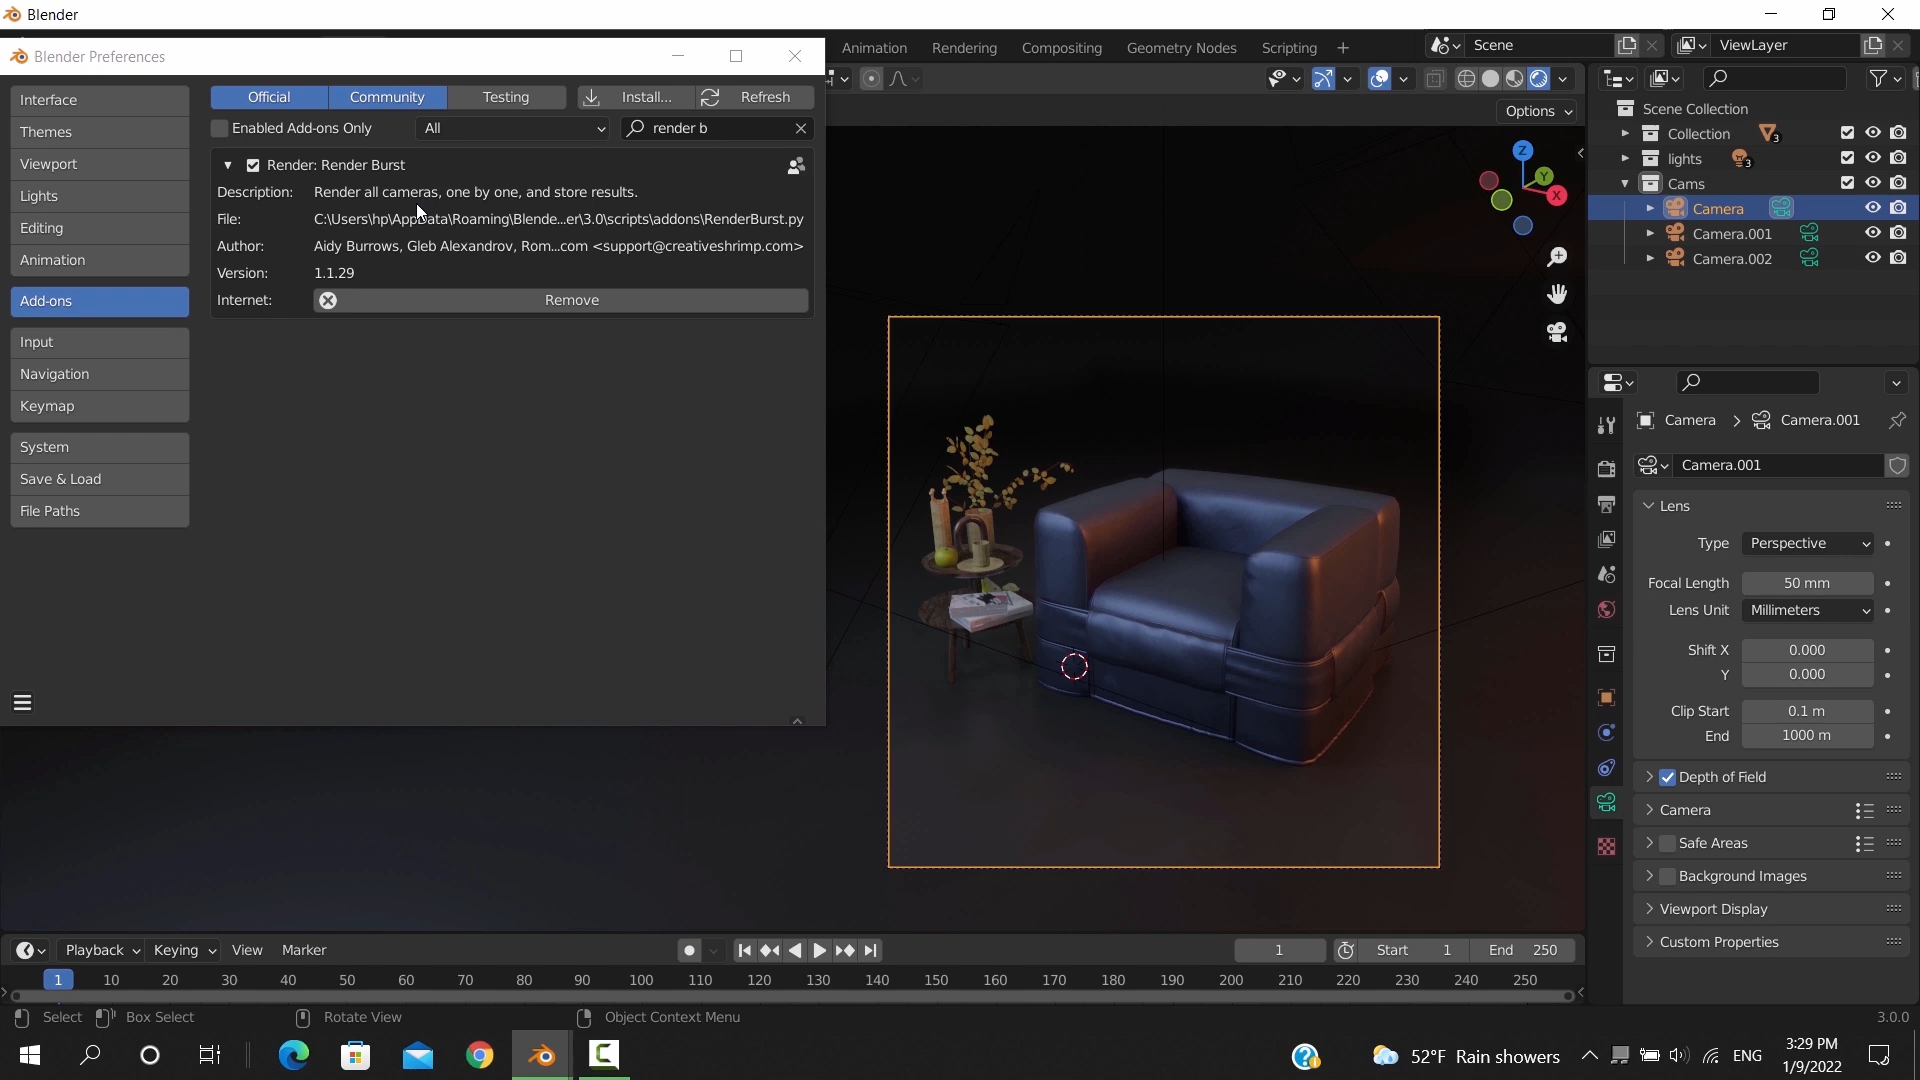 Blender
Blender Preferences
Animation
Rendering
Compositing
Geometry Nodes
Scripting
Scene
ViewLayer
Interface
Themes
Viewport
Lights
Editing
Animation
Add-ons
Input
Navigation
Keymap
System
Save & Load
File Paths
Official
Community
Testing
Install...
Refresh
Enabled Add-ons Only
All
render b
Render: Render Burst
Description: Render all cameras, one by one, and store results.
File: C:\Users\hp\AppData\Roaming\Blende...er\3.0\scripts\addons\RenderBurst.py
Author: Aidy Burrows, Gleb Alexandrov, Rom...com <support@creativeshrimp.com>
Version: 1.1.29
Internet: Remove
Options
Z
Y
X
Scene Collection
Collection 3
lights 3
Cams
Camera
Camera.001
Camera.002
Camera > Camera.001
Camera.001
Lens
Type Perspective
Focal Length 50 mm
Lens Unit Millimeters
Shift X 0.000
Y 0.000
Clip Start 0.1 m
End 1000 m
Depth of Field
Camera
Safe Areas
Background Images
Viewport Display
Custom Properties
Playback
Keying
View
Marker
1
Start 1
End 250
1 10 20 30 40 50 60 70 80 90 100 110 120 130 140 150 160 170 180 190 200 210 220 230 240 250
Select
Box Select
Rotate View
Object Context Menu
3.0.0
52°F Rain showers
ENG
3:29 PM
1/9/2022